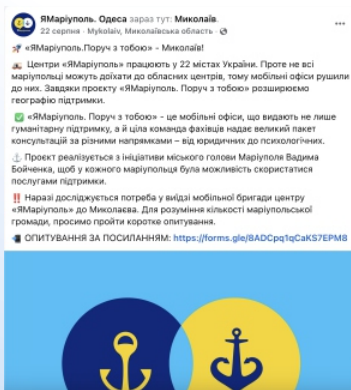 ЯМаріуполь. Одеса зараз тут: Миколаїв.
22 серпня · Mykolaiv, Миколаївська область ·
🚀 «ЯМаріуполь.Поруч з тобою» - Миколаїв!
🚑 Центри «ЯМаріуполь» працюють у 22 містах України. Проте не всі
маріупольці можуть доїхати до обласних центрів, тому мобільні офіси рушили
до них. Завдяки проєкту «ЯМаріуполь. Поруч з тобою» розширюємо
географію підтримки.
✅ «ЯМаріуполь. Поруч з тобою» - це мобільні офіси, що видають не лише
гуманітарну підтримку, а й ціла команда фахівців надає великий пакет
консультацій за різними напрямками – від юридичних до психологічних.
⚓ Проєкт реалізується з ініціативи міського голови Маріуполя Вадима
Бойченка, щоб у кожного маріупольця була можливість скористатися
послугами підтримки.
‼️ Наразі досліджується потреба у виїзді мобільної бригади центру
«ЯМаріуполь» до Миколаєва. Для розуміння кількості маріупольської
громади, просимо пройти коротке опитування.
📲 ОПИТУВАННЯ ЗА ПОСИЛАННЯМ: https://forms.gle/8ADCpq1qCaKS7EPM8